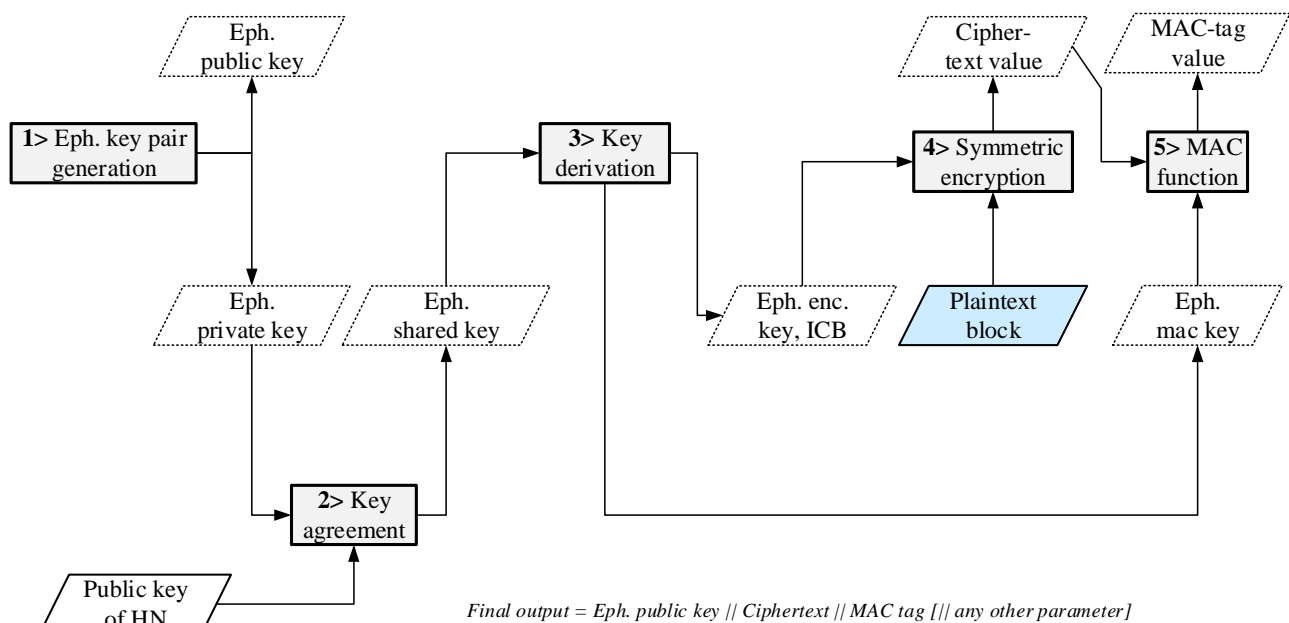 Eph.
public key
Cipher-
text value
MAC-tag
value
1> Eph. key pair
generation
3> Key
derivation
4> Symmetric
encryption
5> MAC
function
Eph.
private key
Eph.
shared key
Eph. enc.
key, ICB
Plaintext
block
Eph.
mac key
2> Key
agreement
Public key
of HN
Final output = Eph. public key || Ciphertext || MAC tag [|| any other parameter]